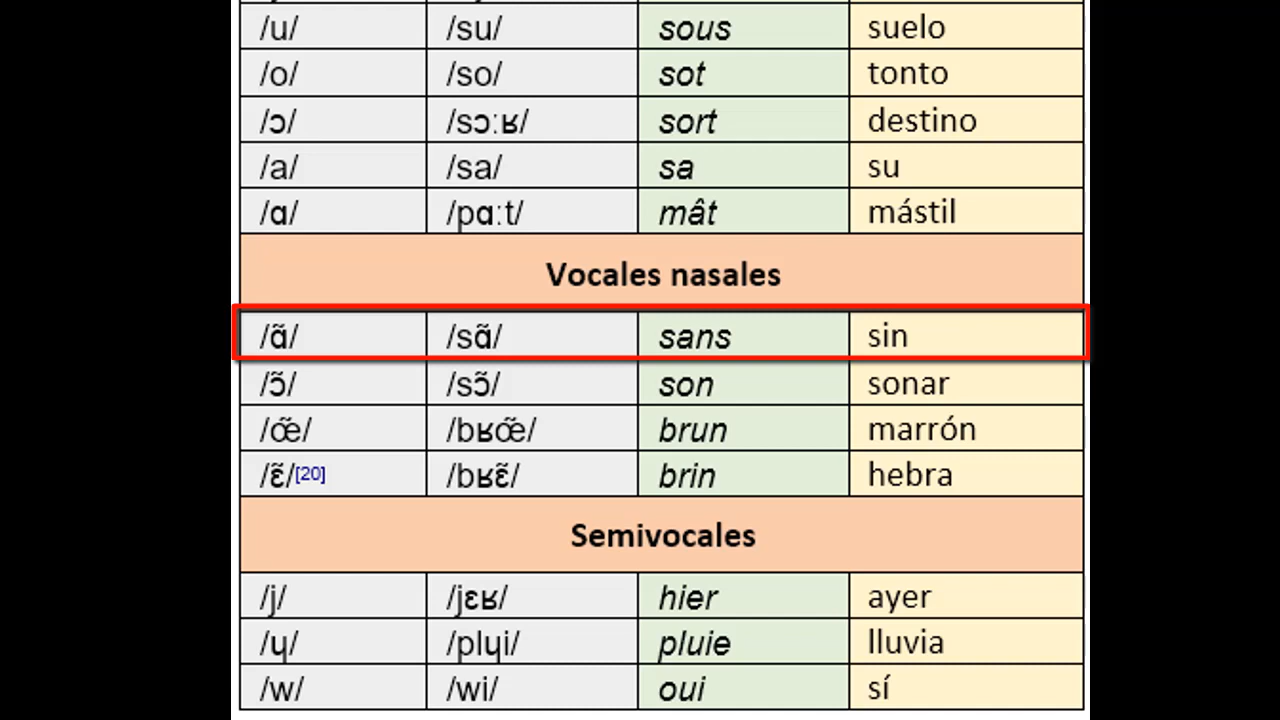 /u/ /su/ sous suelo
/o/ /so/ sot tonto
/ɔ/ /sɔːʁ/ sort destino
/a/ /sa/ sa su
/ɑ/ /pɑːt/ mât mástil
Vocales nasales
/ɑ̃/ /sɑ̃/ sans sin
/ɔ̃/ /sɔ̃/ son sonar
/œ̃/ /bʁœ̃/ brun marrón
/ɛ̃/[20] /bʁɛ̃/ brin hebra
Semivocales
/j/ /jɛʁ/ hier ayer
/ɥ/ /plɥi/ pluie lluvia
/w/ /wi/ oui sí